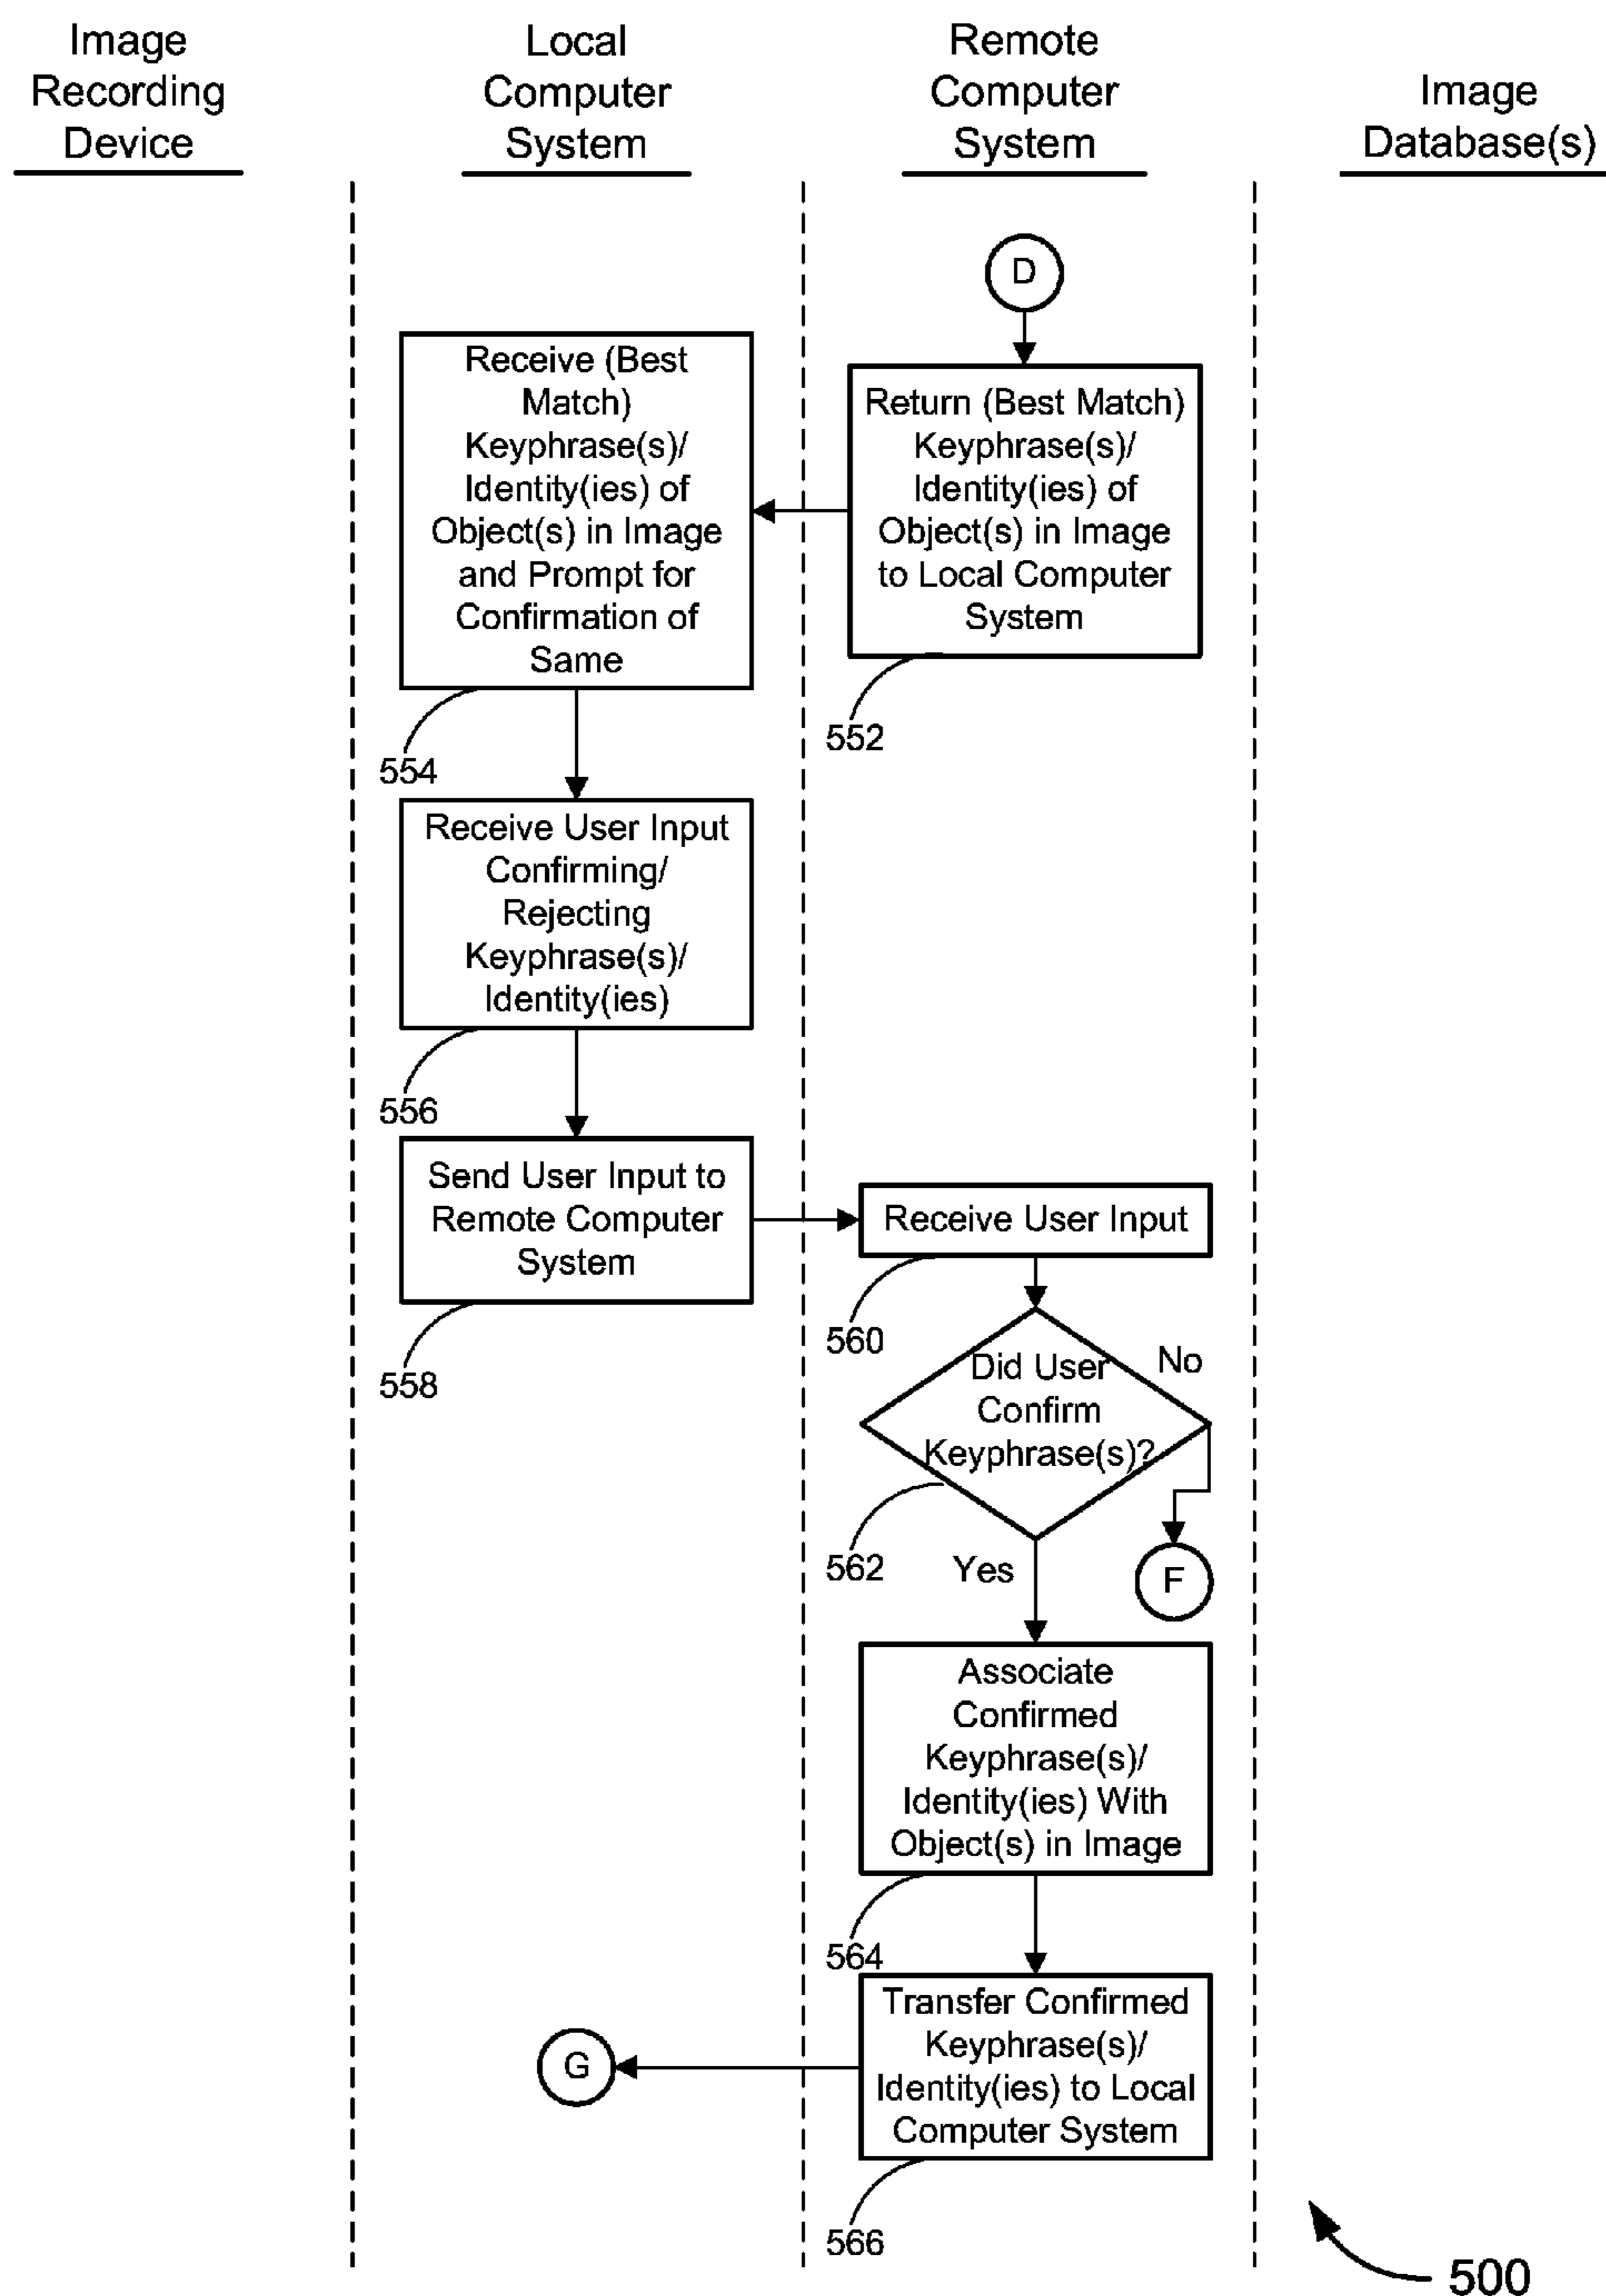 Image
Recording
Device
Local
Computer
System
Remote
Computer
System
Image
Database(s)
D
Return (Best Match)
Keyphrase(s)/
Identity(ies) of
Object(s) in Image
to Local Computer
System
552
Receive (Best
Match)
Keyphrase(s)/
Identity(ies) of
Object(s) in Image
and Prompt for
Confirmation of
Same
554
Receive User Input
Confirming/
Rejecting
Keyphrase(s)/
Identity(ies)
556
Send User Input to
Remote Computer
System
558
Receive User Input
560
Did User
Confirm
Keyphrase(s)?
No
562
Yes
F
Associate
Confirmed
Keyphrase(s)/
Identity(ies) With
Object(s) in Image
564
Transfer Confirmed
Keyphrase(s)/
Identity(ies) to Local
Computer System
G
566
500